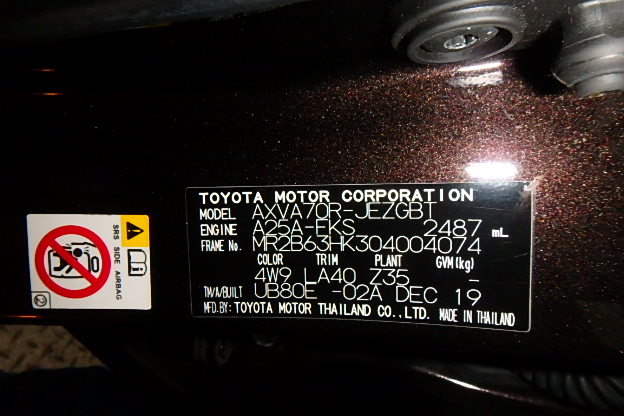 TOYOTA MOTOR CORPORATION
MODEL AXVA70R-JEZGBT
ENGINE A25A-EKS 2487 mL
FRAME No. MR2B63HK304004074
COLOR TRIM PLANT GVM(kg)
4W9 LA40 Z35 -
TM/A/BUILT UB80E -02A DEC 19
MFD.BY: TOYOTA MOTOR THAILAND CO.,LTD. MADE IN THAILAND
SRS SIDE AIRBAG